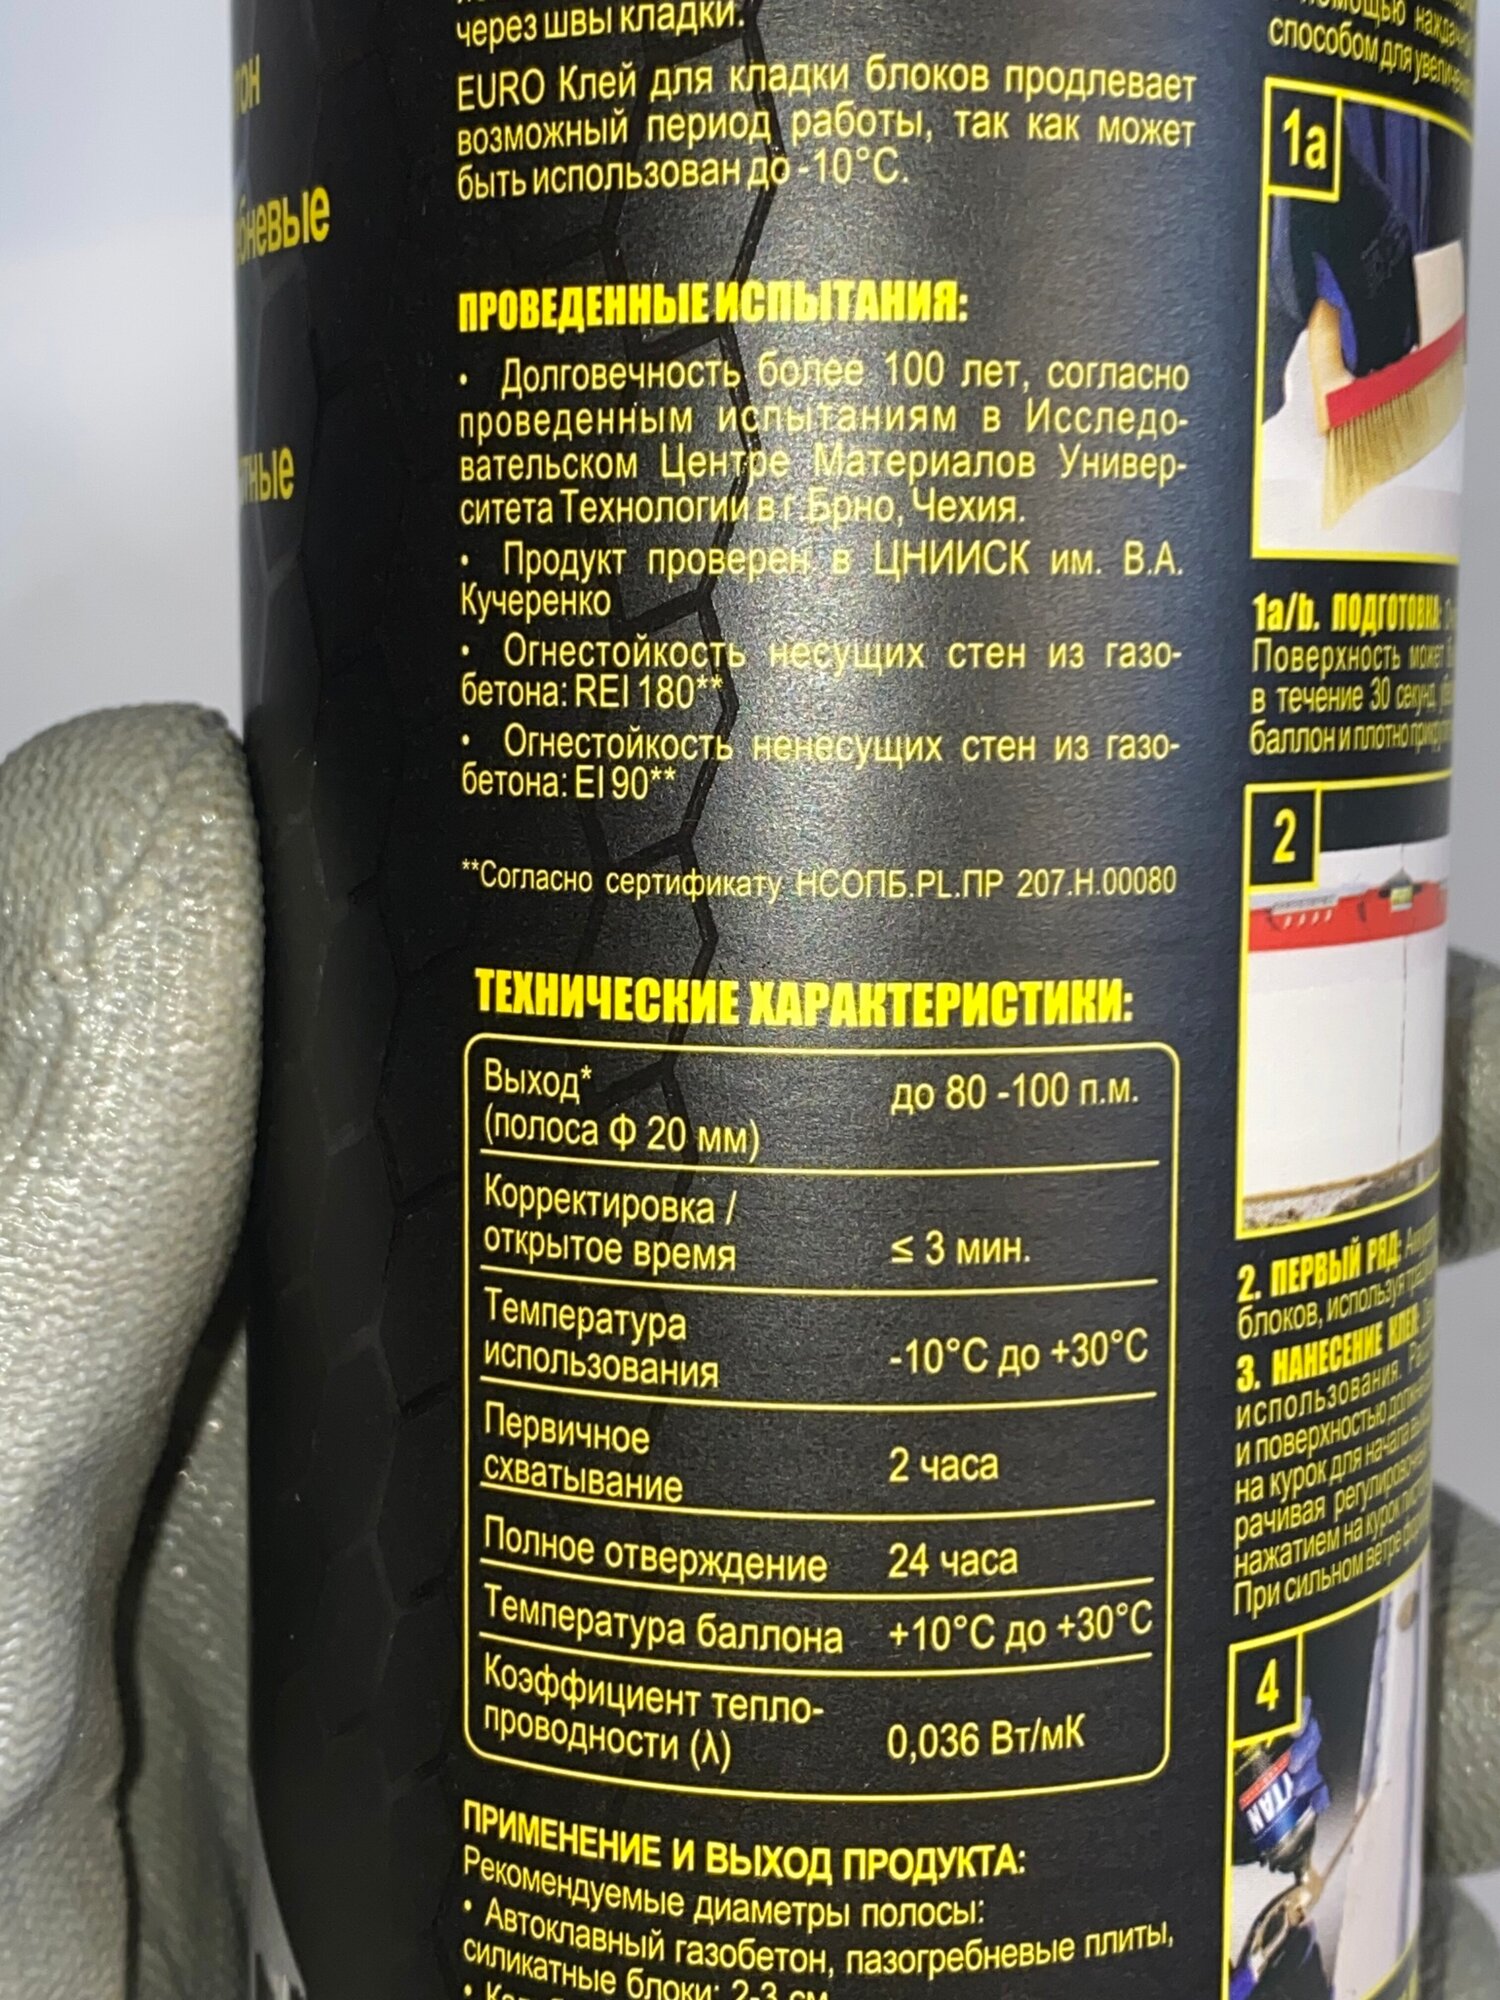 через швы кладки.
EURO Клей для кладки блоков продлевает
возможный период работы, так как может
быть использован до -10°C.
ПРОВЕДЕННЫЕ ИСПЫТАНИЯ:
• Долговечность более 100 лет, согласно
проведенным испытаниям в Исследо-
вательском Центре Материалов Универ-
ситета Технологии в г.Брно, Чехия.
• Продукт проверен в ЦНИИСК им. В.А.
Кучеренко
• Огнестойкость несущих стен из газо-
бетона: REI 180**
• Огнестойкость ненесущих стен из газо-
бетона: EI 90**
**Согласно сертификату НСОПБ.PL.ПР 207.Н.00080
ТЕХНИЧЕСКИЕ ХАРАКТЕРИСТИКИ:
Выход*
(полоса Ф 20 мм)
до 80 -100 п.м.
Корректировка /
открытое время
≤ 3 мин.
Температура
использования
-10°C до +30°C
Первичное
схватывание
2 часа
Полное отверждение
24 часа
Температура баллона
+10°C до +30°C
Коэффициент тепло-
проводности (λ)
0,036 Вт/мК
ПРИМЕНЕНИЕ И ВЫХОД ПРОДУКТА:
Рекомендуемые диаметры полосы:
• Автоклавный газобетон, пазогребневые плиты,
силикатные блоки: 2-3 см
способом для
1a
1a/b. ПОДГОТОВКА:
Поверхность может
в течение 30 секунд,
баллон и плотно
2
2. ПЕРВЫЙ РЯД:
блоков, используя
3. НАНЕСЕНИЕ КЛЕЯ:
использования.
и поверхностью
на курок для начала
рачивая
нажатием на курок
При сильном ветре
4